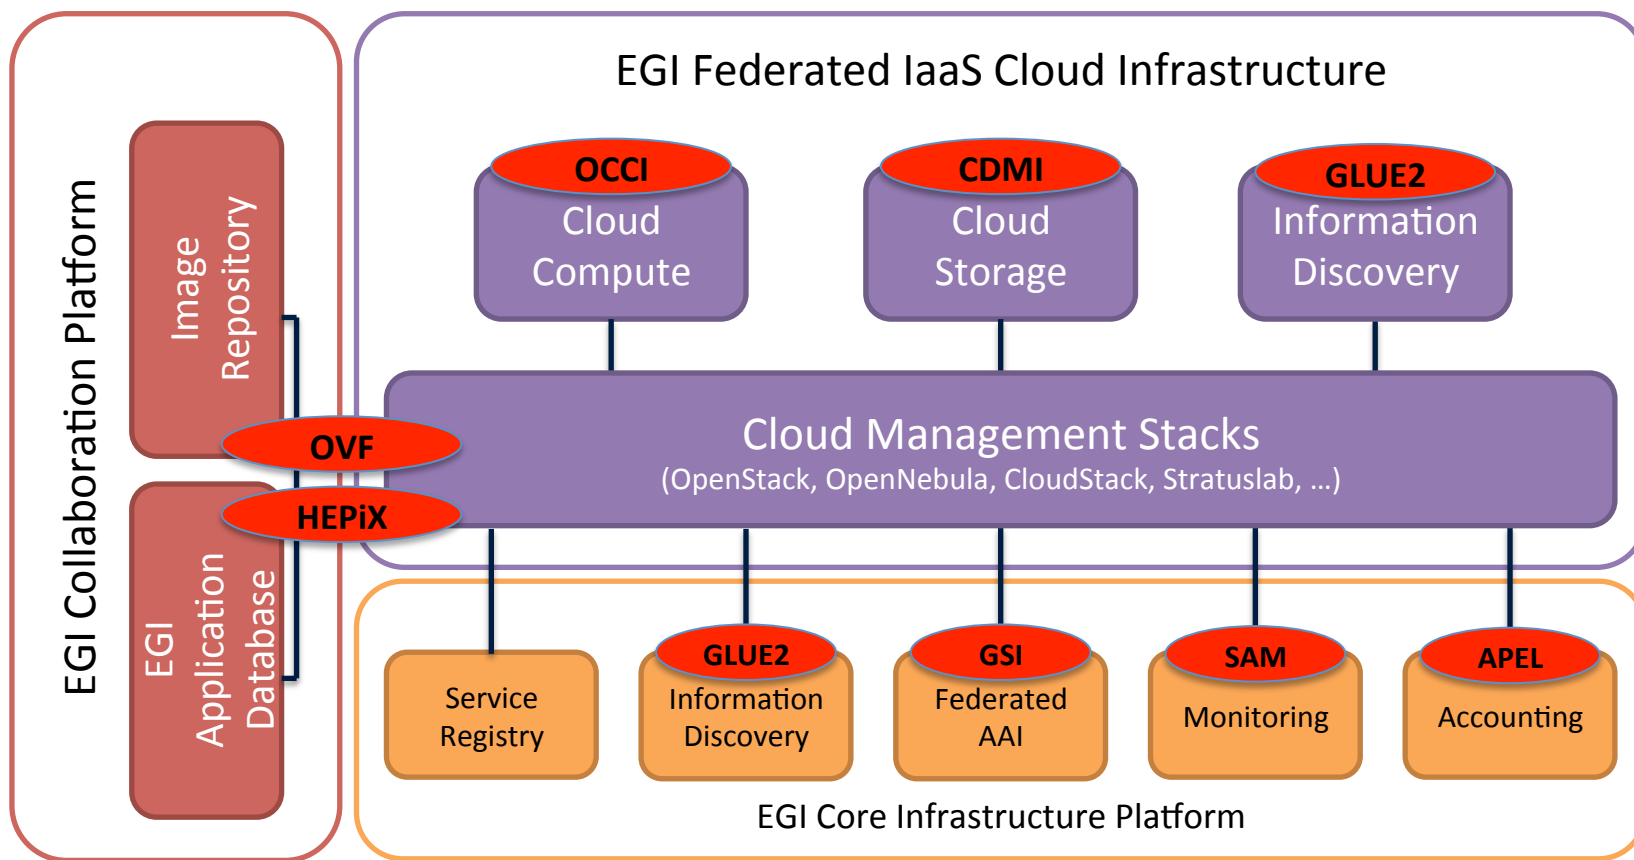 EGI Collaboration Platform
Image
Repository
EGI
Application
Database
OVF
HEPiX
EGI Federated IaaS Cloud Infrastructure
OCCI
Cloud
Compute
CDMI
Cloud
Storage
GLUE2
Information
Discovery
Cloud Management Stacks
(OpenStack, OpenNebula, CloudStack, Stratuslab, ...)
Service
Registry
GLUE2
Information
Discovery
GSI
Federated
AAI
SAM
Monitoring
APEL
Accounting
EGI Core Infrastructure Platform